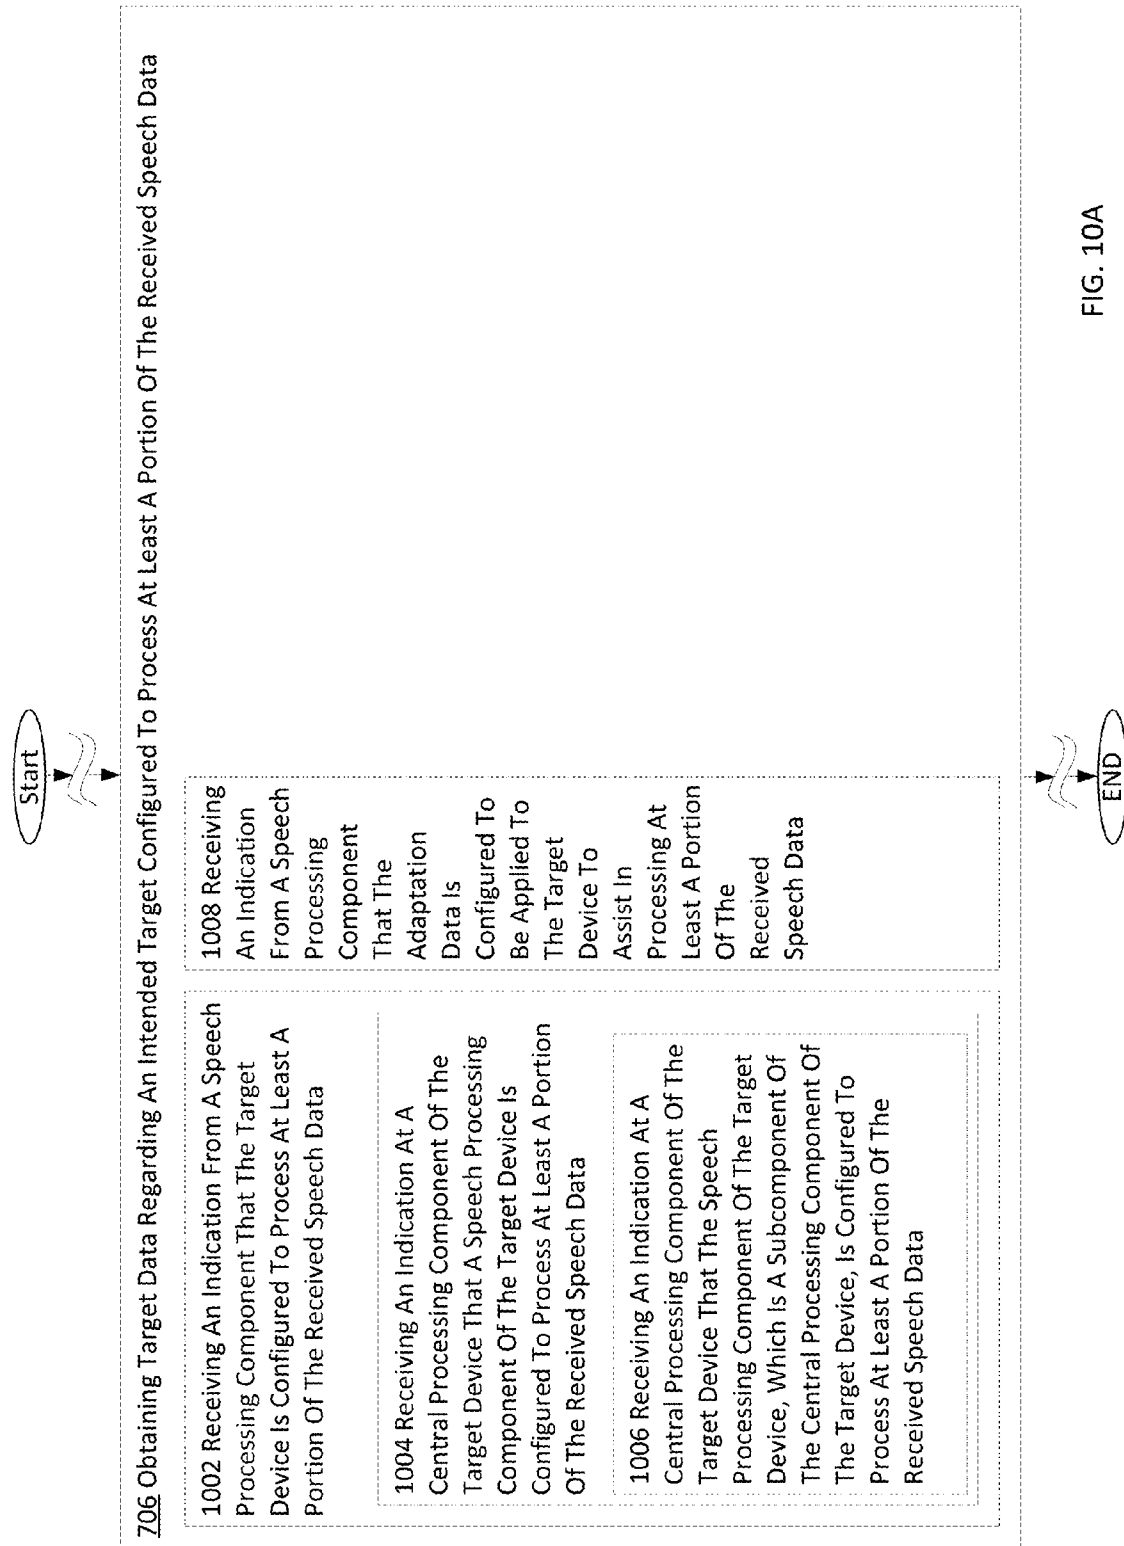 Start
706 Obtaining Target Data Regarding An Intended Target Configured To Process At Least A Portion Of The Received Speech Data
1002 Receiving An Indication From A Speech
Processing Component That The Target
Device Is Configured To Process At Least A
Portion Of The Received Speech Data
1004 Receiving An Indication At A
Central Processing Component Of The
Target Device That A Speech Processing
Component Of The Target Device Is
Configured To Process At Least A Portion
Of The Received Speech Data
1006 Receiving An Indication At A
Central Processing Component Of The
Target Device That The Speech
Processing Component Of The Target
Device, Which Is A Subcomponent Of
The Central Processing Component Of
The Target Device, Is Configured To
Process At Least A Portion Of The
Received Speech Data
1008 Receiving
An Indication
From A Speech
Processing
Component
That The
Adaptation
Data Is
Configured To
Be Applied To
The Target
Device To
Assist In
Processing At
Least A Portion
Of The
Received
Speech Data
END
FIG. 10A